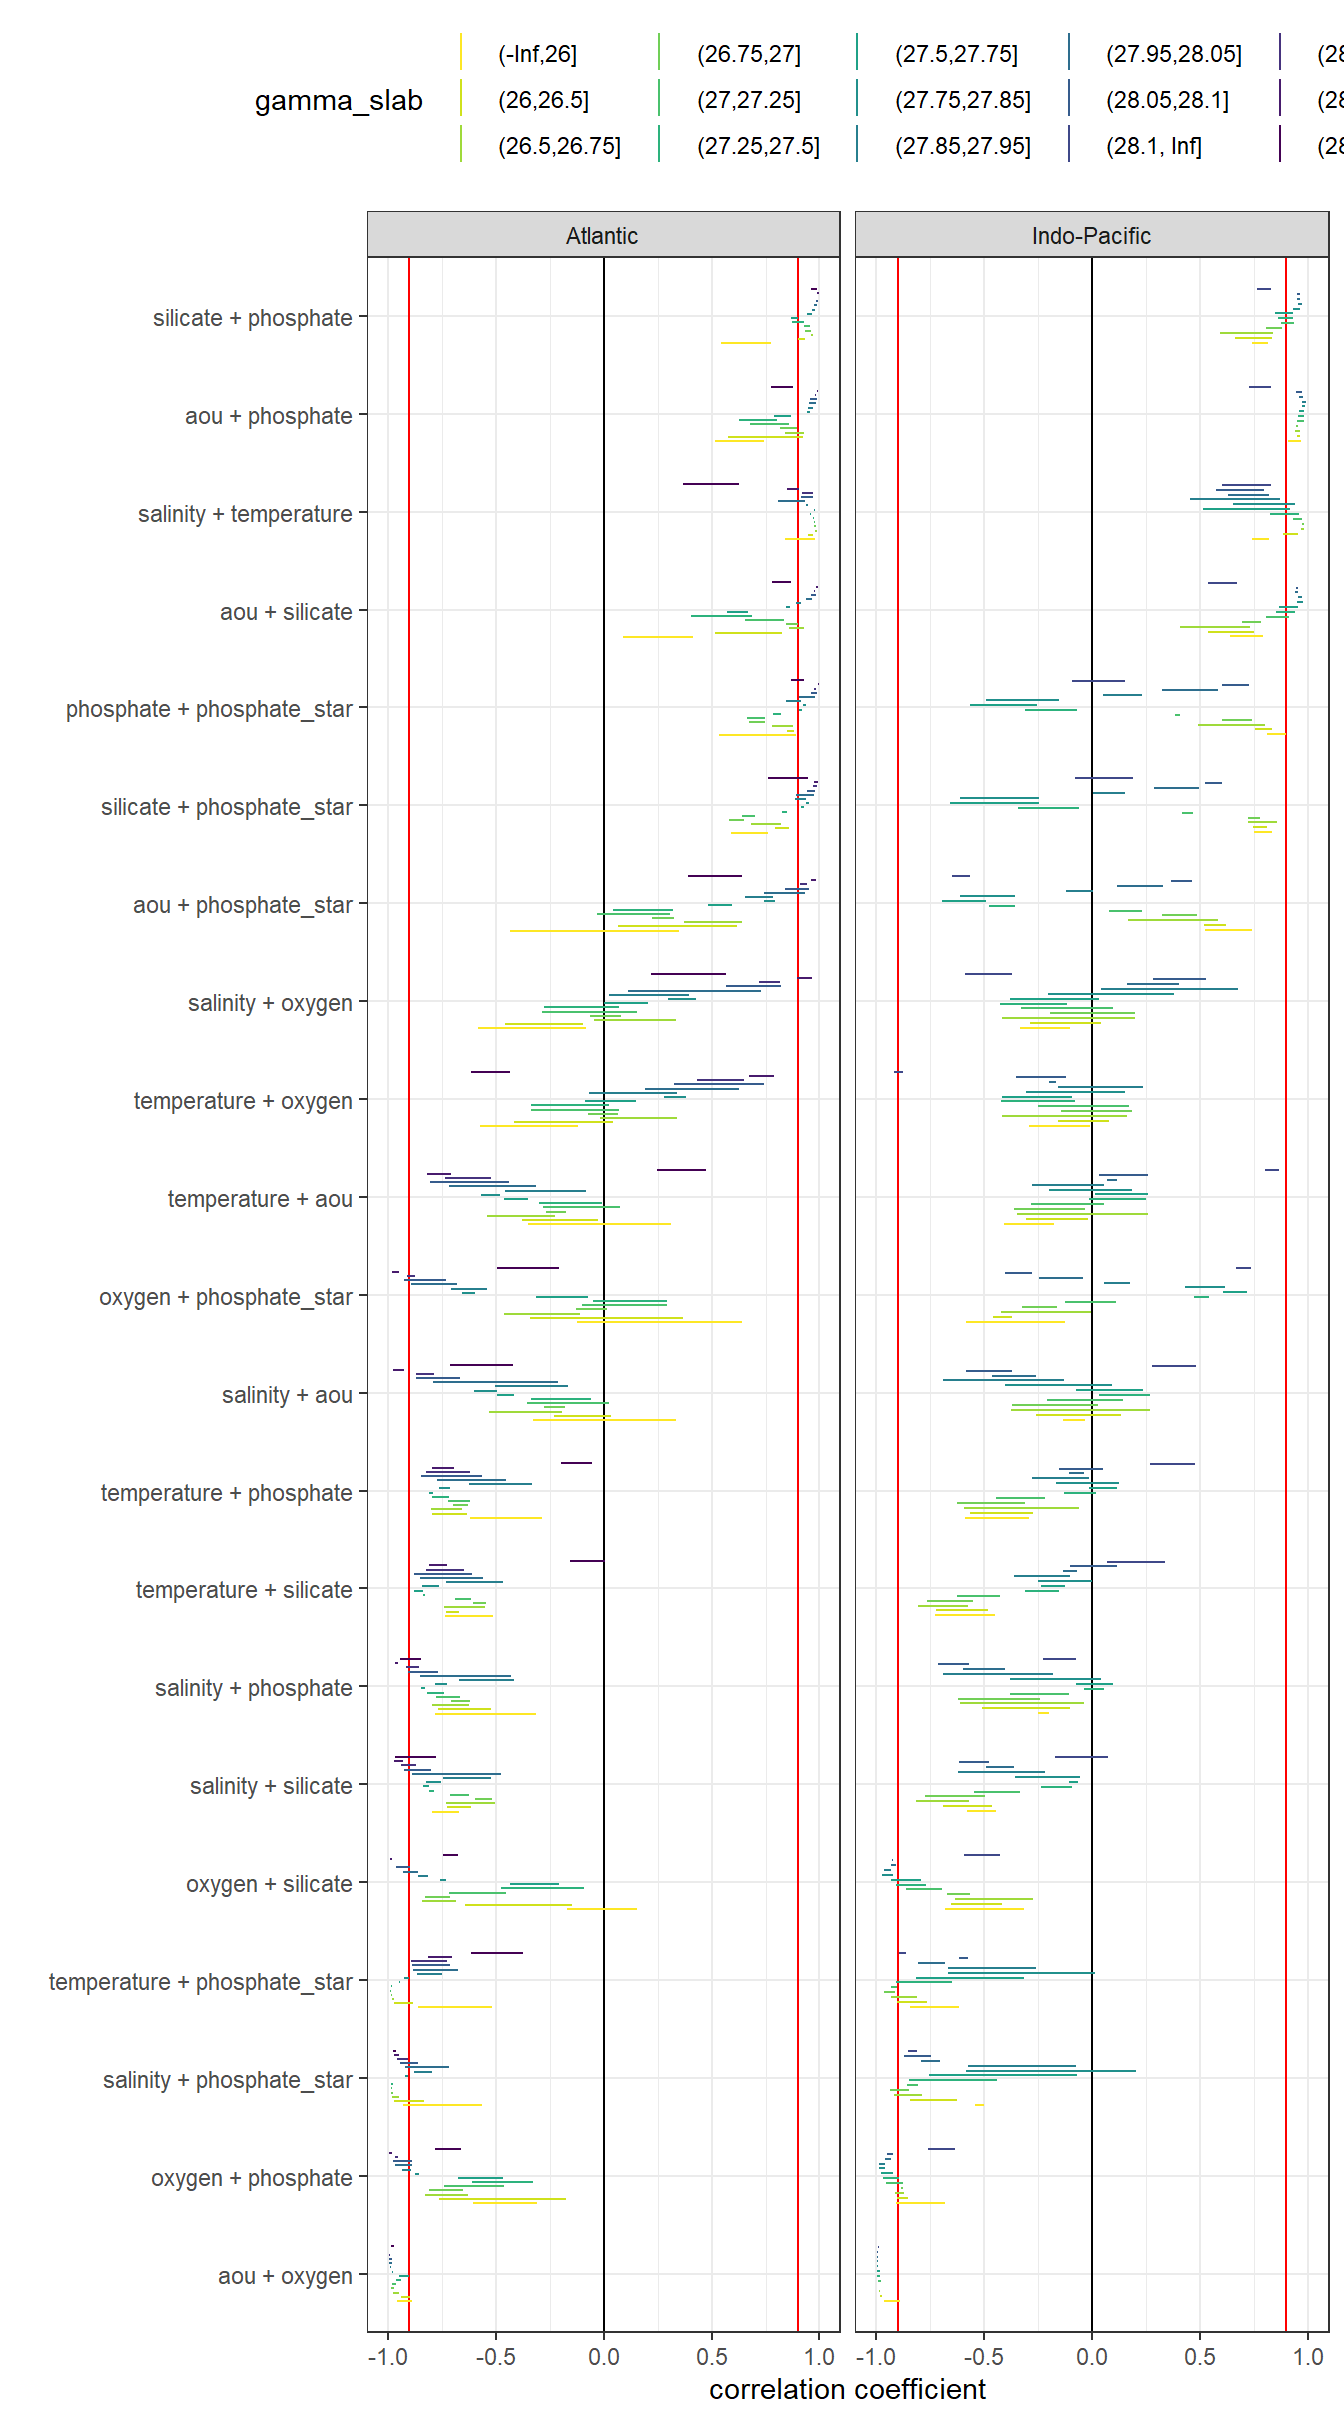 gamma_slab
(-Inf,26] (26.75,27] (27.5,27.75] (27.95,28.05]
(26,26.5] (27,27.25] (27.75,27.85] (28.05,28.1]
(26.5,26.75] (27.25,27.5] (27.85,27.95] (28.1, Inf]
Atlantic Indo-Pacific
silicate + phosphate
aou + phosphate
salinity + temperature
aou + silicate
phosphate + phosphate_star
silicate + phosphate_star
aou + phosphate_star
salinity + oxygen
temperature + oxygen
temperature + aou
oxygen + phosphate_star
salinity + aou
temperature + phosphate
temperature + silicate
salinity + phosphate
salinity + silicate
oxygen + silicate
temperature + phosphate_star
salinity + phosphate_star
oxygen + phosphate
aou + oxygen
-1.0 -0.5 0.0 0.5 1.0 -1.0 -0.5 0.0 0.5 1.0
correlation coefficient